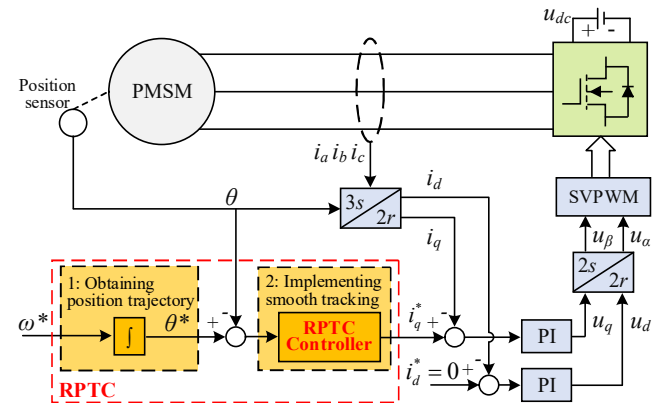 u_dc
+ -
Position
sensor
PMSM
i_a i_b i_c
i_d
θ
3s
2r
i_q
SVPWM
u_β
u_α
2s
2r
1: Obtaining
position trajectory
2: Implementing
smooth tracking
ω*
∫
θ*
+
-
RPTC
Controller
i_q^*
+
-
PI
u_q
u_d
RPTC
i_d^* = 0
+
-
PI